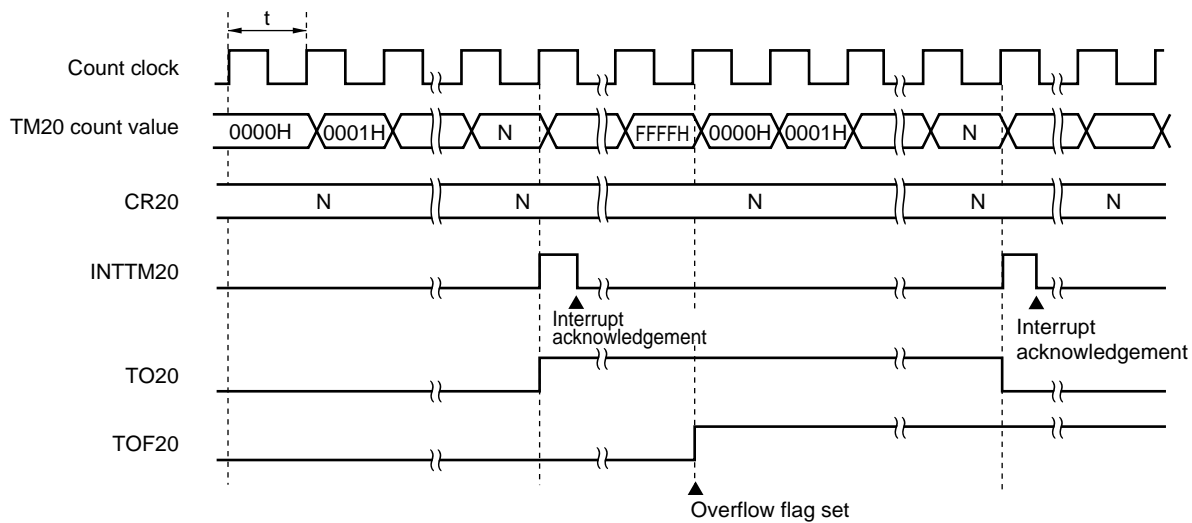 t
Count clock
TM20 count value
0000H 0001H N FFFFH 0000H 0001H N
CR20
N N N N N
INTTM20
Interrupt
acknowledgement
Interrupt
acknowledgement
TO20
TOF20
Overflow flag set